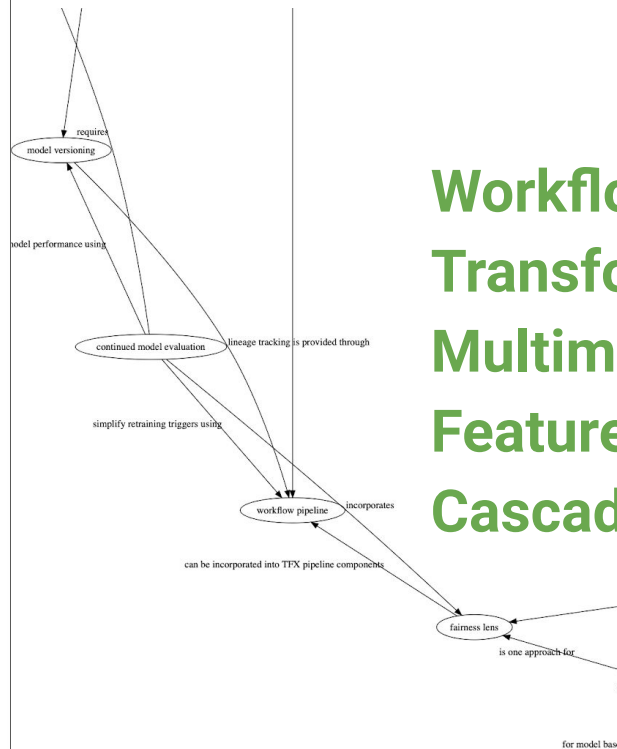 requires
model versioning
model performance using
continued model evaluation
lineage tracking is provided through
simplify retraining triggers using
workflow pipeline
incorporates
can be incorporated into TFX pipeline components
fairness lens
is one approach for
for model bas
Workflo
Transfo
Multim
Feature
Cascad